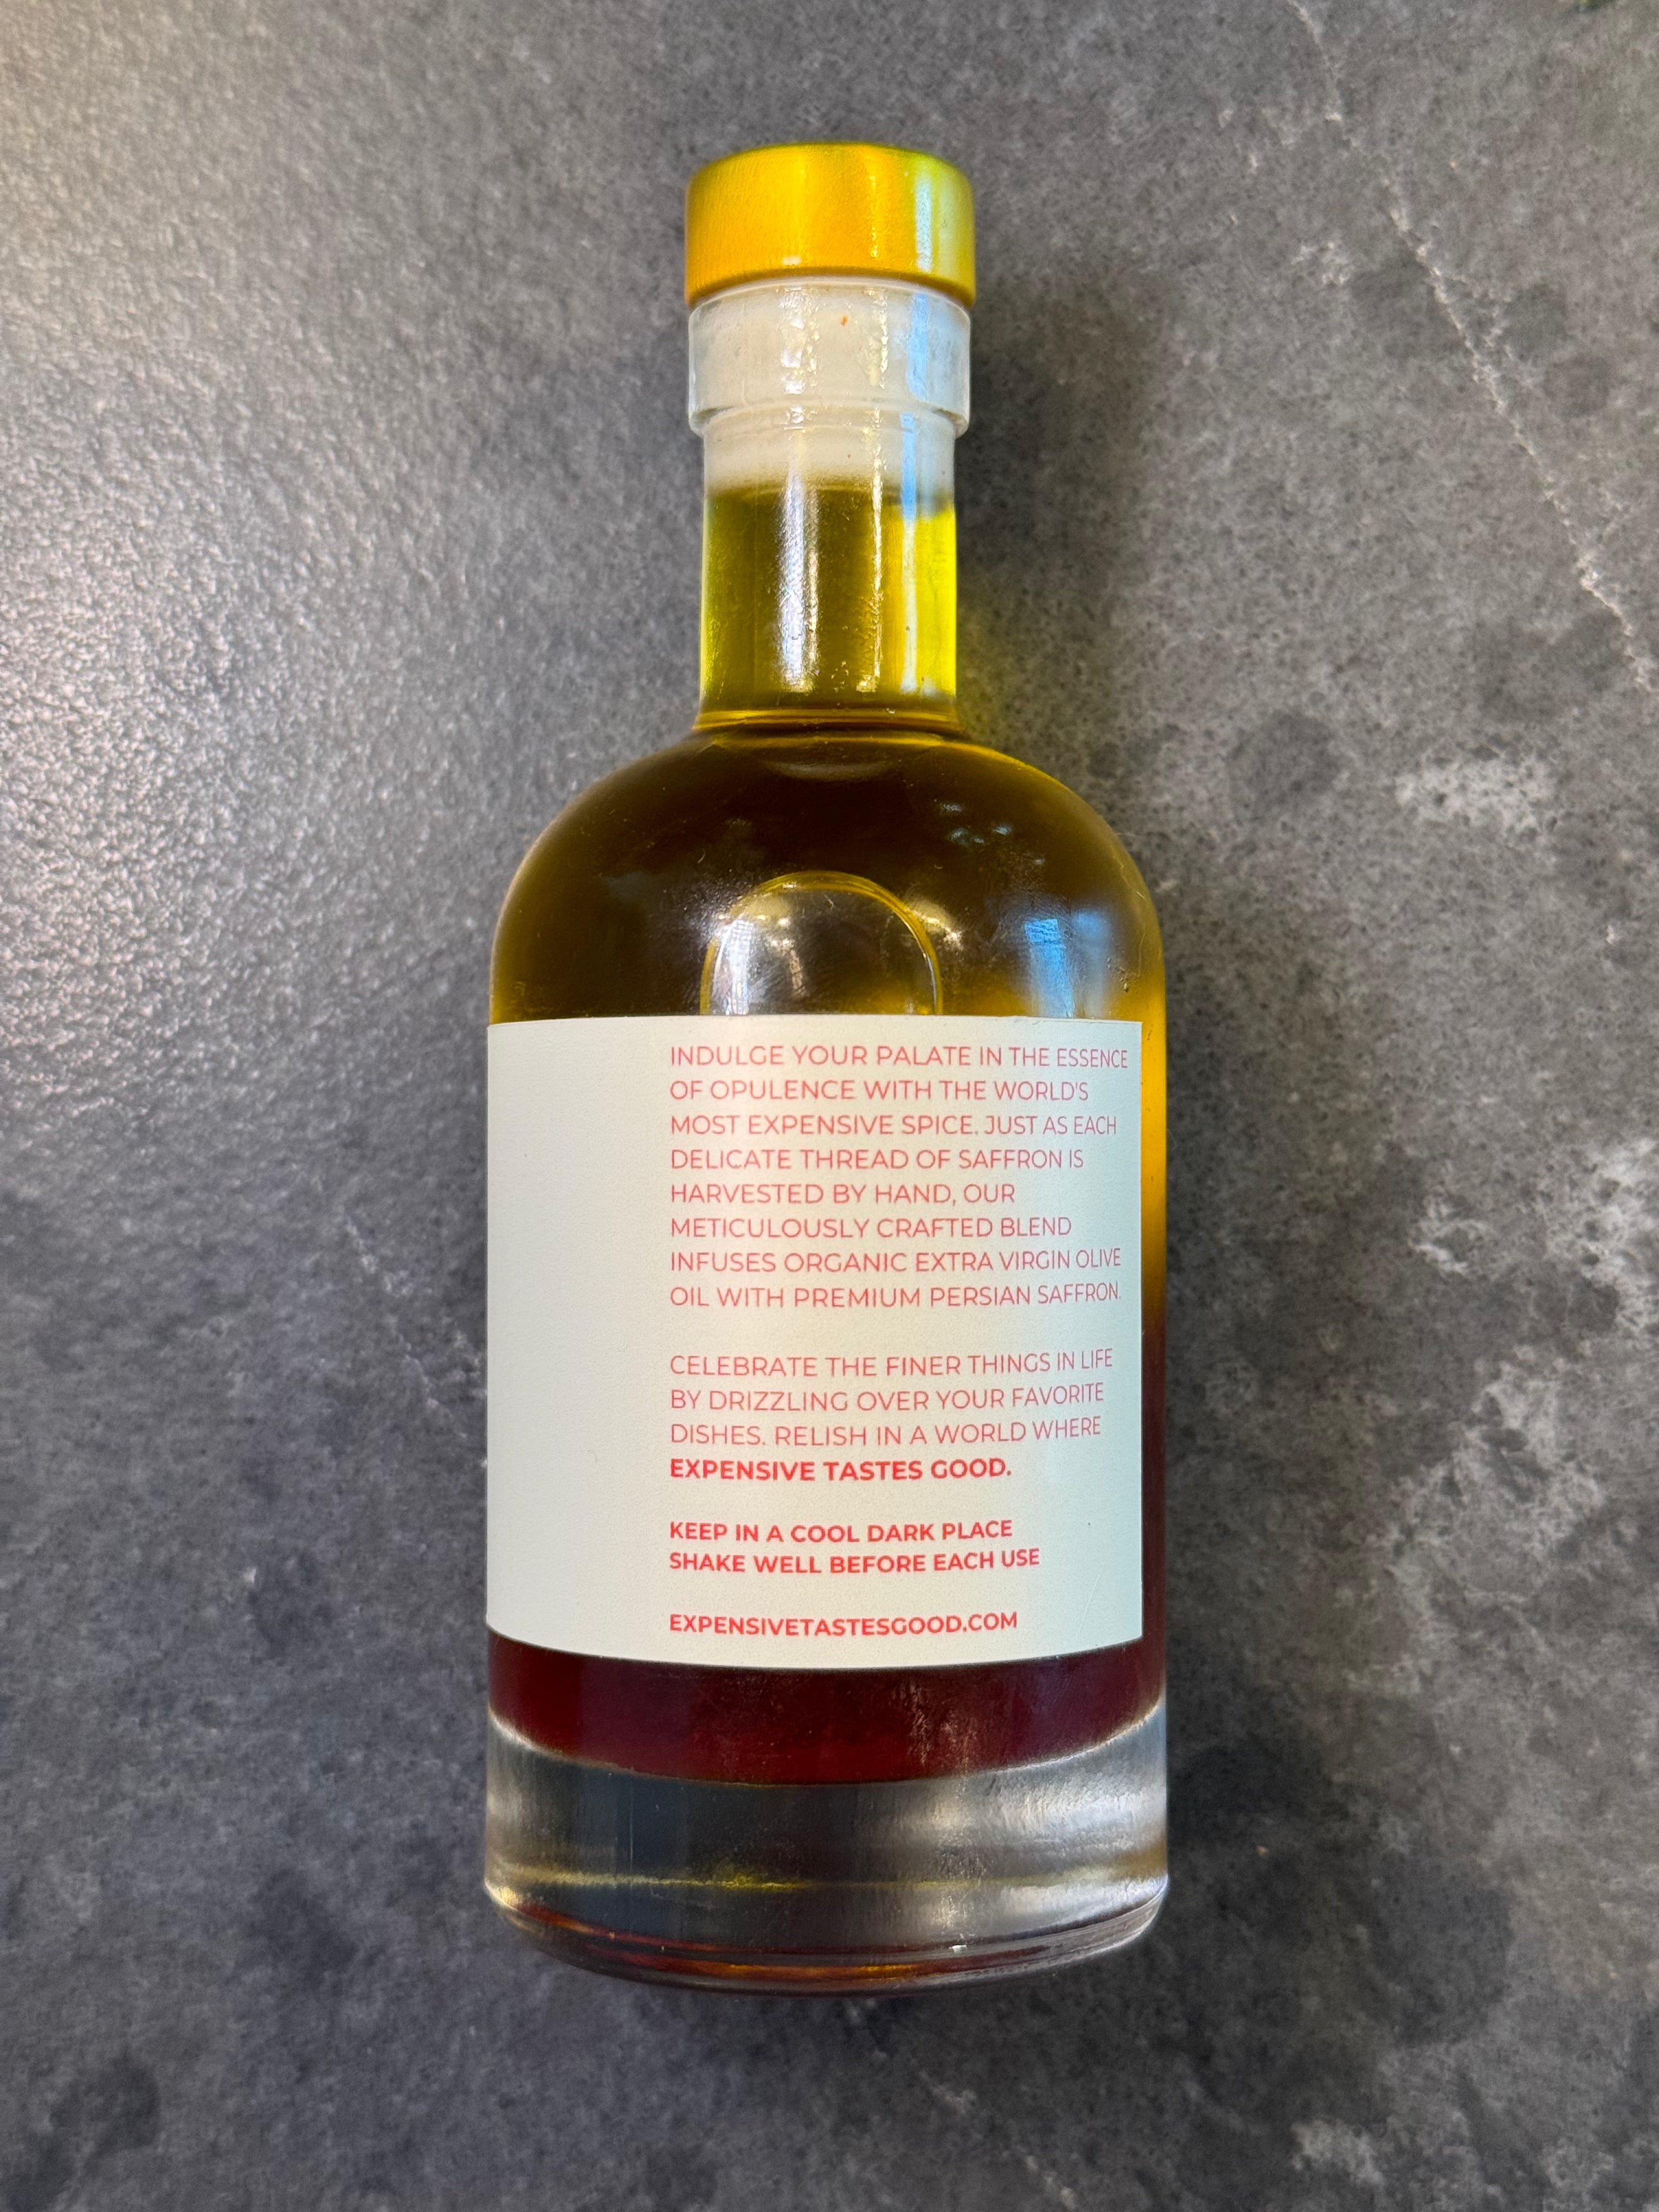 INDULGE YOUR PALATE IN THE ESSENCE
OF OPULENCE WITH THE WORLD'S
MOST EXPENSIVE SPICE. JUST AS EACH
DELICATE THREAD OF SAFFRON IS
HARVESTED BY HAND, OUR
METICULOUSLY CRAFTED BLEND
INFUSES ORGANIC EXTRA VIRGIN OLIVE
OIL WITH PREMIUM PERSIAN SAFFRON.
CELEBRATE THE FINER THINGS IN LIFE
BY DRIZZLING OVER YOUR FAVORITE
DISHES. RELISH IN A WORLD WHERE
EXPENSIVE TASTES GOOD.
KEEP IN A COOL DARK PLACE
SHAKE WELL BEFORE EACH USE
EXPENSIVETASTESGOOD.COM